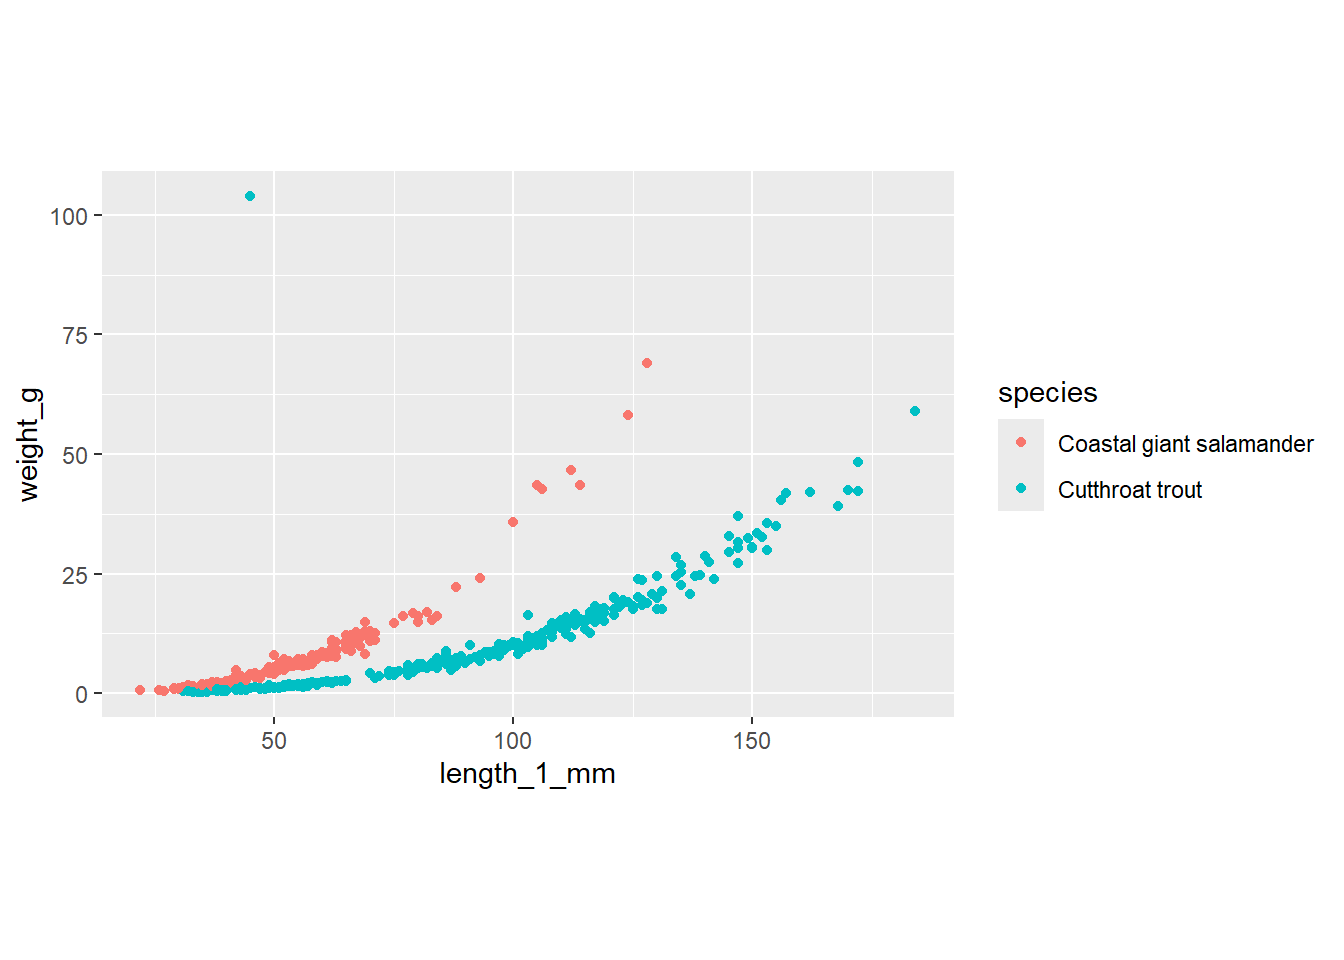 100
75
50
25
0
50
100
150
length_1_mm
weight_g
species
Coastal giant salamander
Cutthroat trout